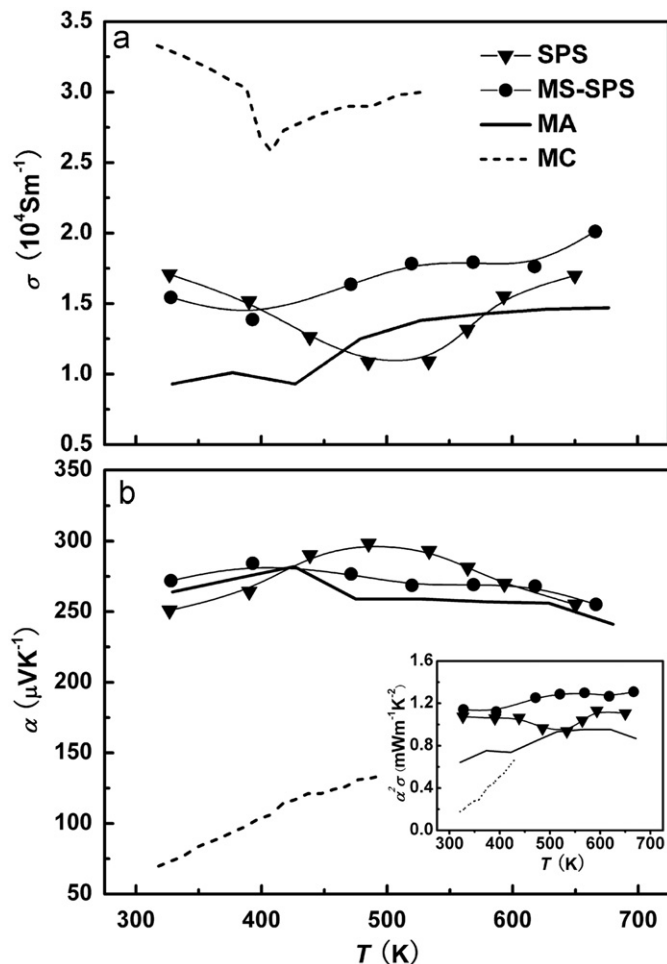 a
SPS
MS-SPS
MA
MC
3.5
3.0
2.5
2.0
1.5
1.0
0.5
σ (10⁴Sm⁻¹)
b
350
300
250
200
150
100
50
α (μVK⁻¹)
1.6
1.2
0.8
0.4
0.0
α²σ (mWm⁻¹K⁻²)
300 400 500 600 700
T (K)
300 400 500 600 700
T (K)